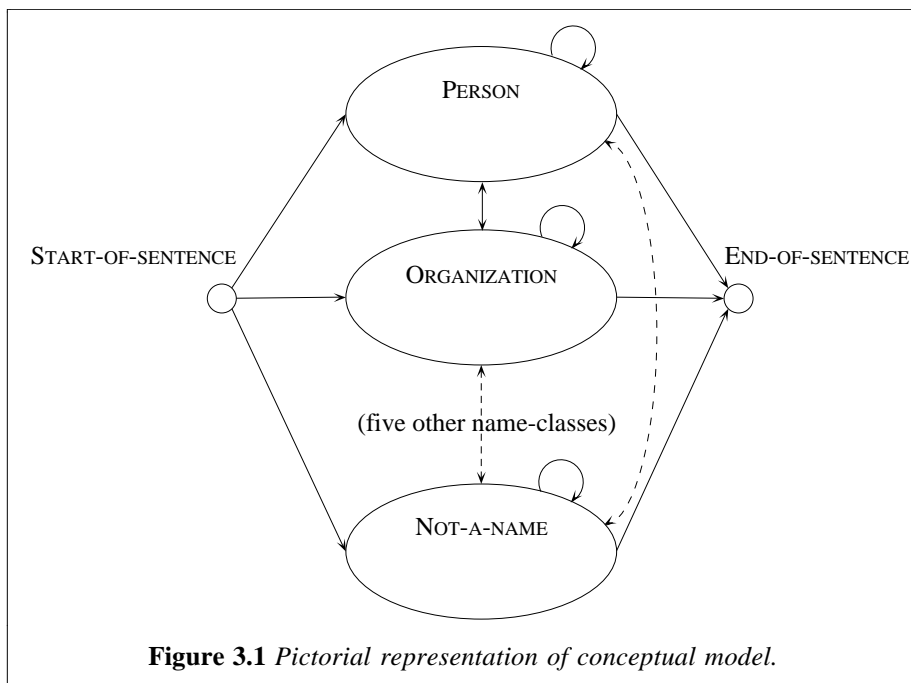 PERSON
START-OF-SENTENCE
END-OF-SENTENCE
ORGANIZATION
(five other name-classes)
NOT-A-NAME
Figure 3.1 Pictorial representation of conceptual model.